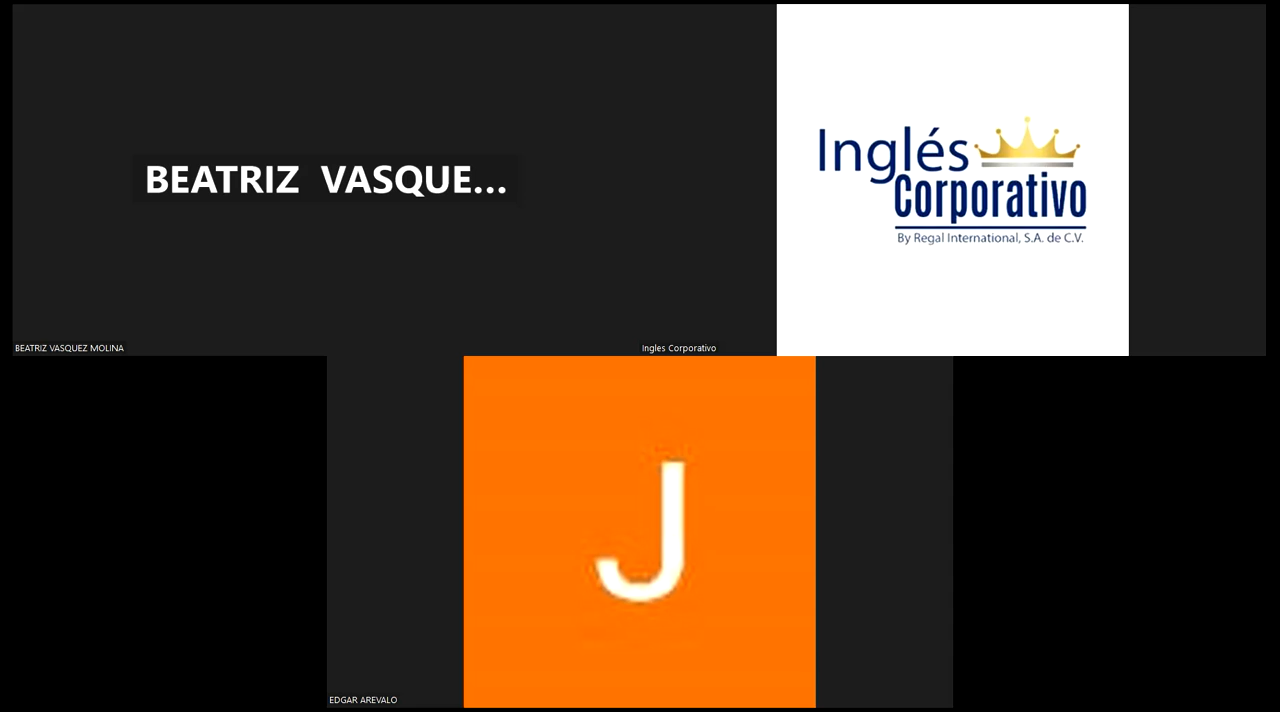 BEATRIZ VASQUE...
Inglés
Corporativo
By Regal International, S.A. de C.V.
BEATRIZ VASQUEZ MOLINA
Ingles Corporativo
J
EDGAR AREVALO